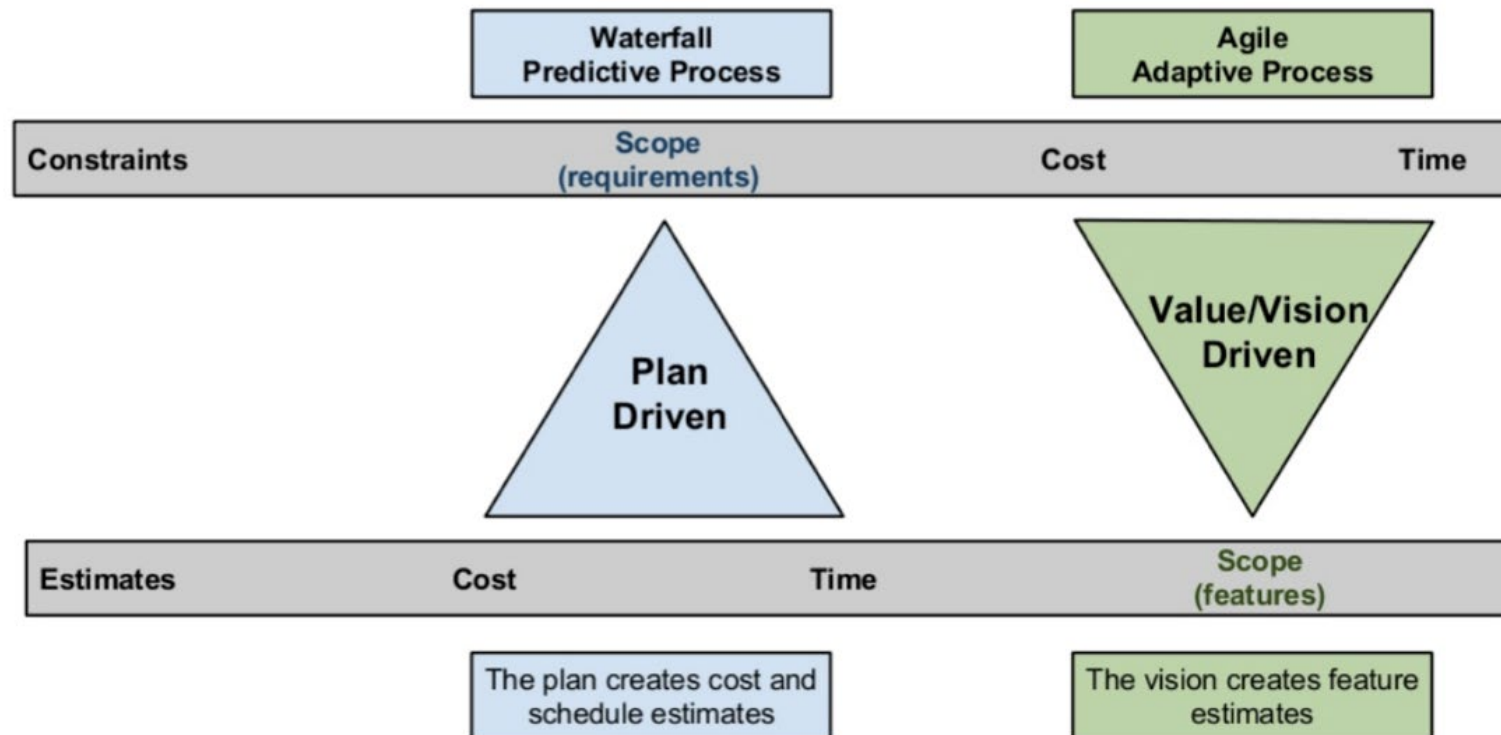 Waterfall
Predictive Process
Agile
Adaptive Process
Constraints
Scope
(requirements)
Cost
Time
Plan
Driven
Value/Vision
Driven
Estimates
Cost
Time
Scope
(features)
The plan creates cost and
schedule estimates
The vision creates feature
estimates